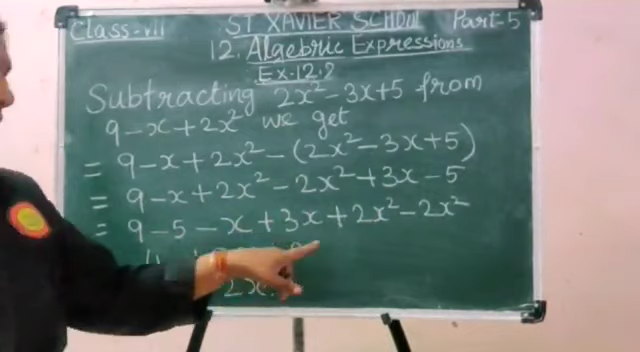 Class-VII ST XAVIER SCHOOL Part-5
12. Algebric Expressions
Ex-12.2
Subtracting 2x² - 3x + 5 from
9 - x + 2x² we get
= 9 - x + 2x² - (2x² - 3x + 5)
= 9 - x + 2x² - 2x² + 3x - 5
= 9 - 5 - x + 3x + 2x² - 2x²
2x